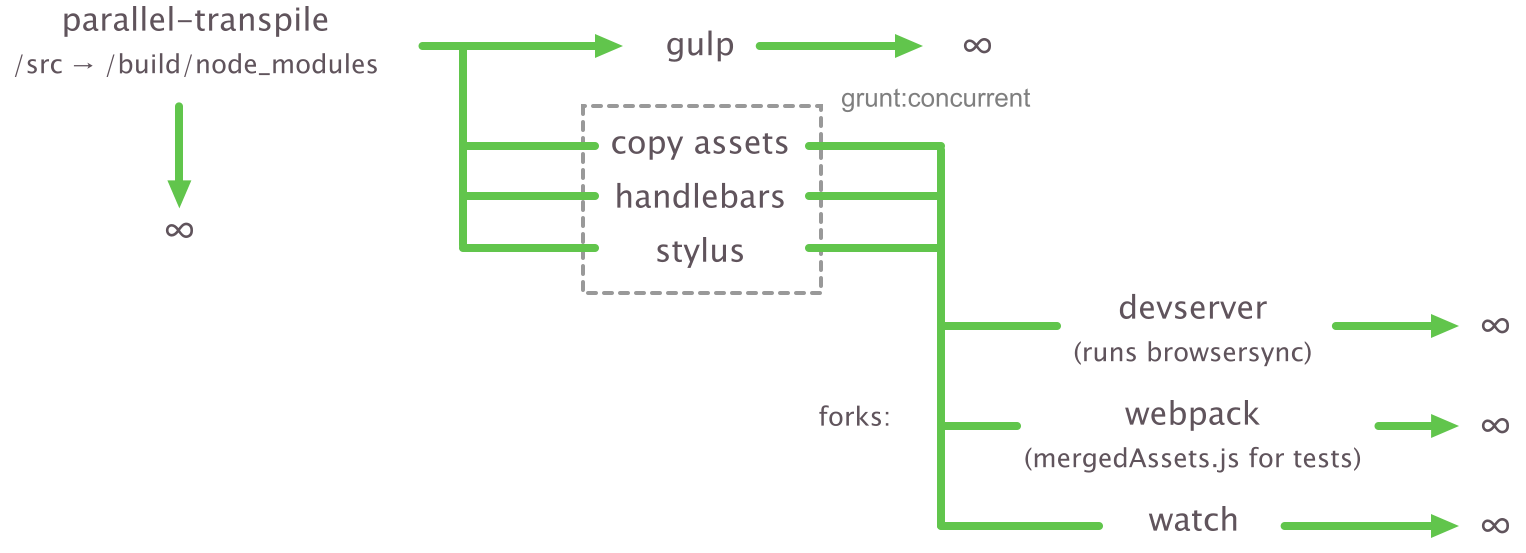 parallel–transpile
/src → /build/node_modules
∞
gulp
∞
grunt:concurrent
copy assets
handlebars
stylus
forks:
devserver
(runs browsersync)
∞
webpack
(mergedAssets.js for tests)
∞
watch
∞